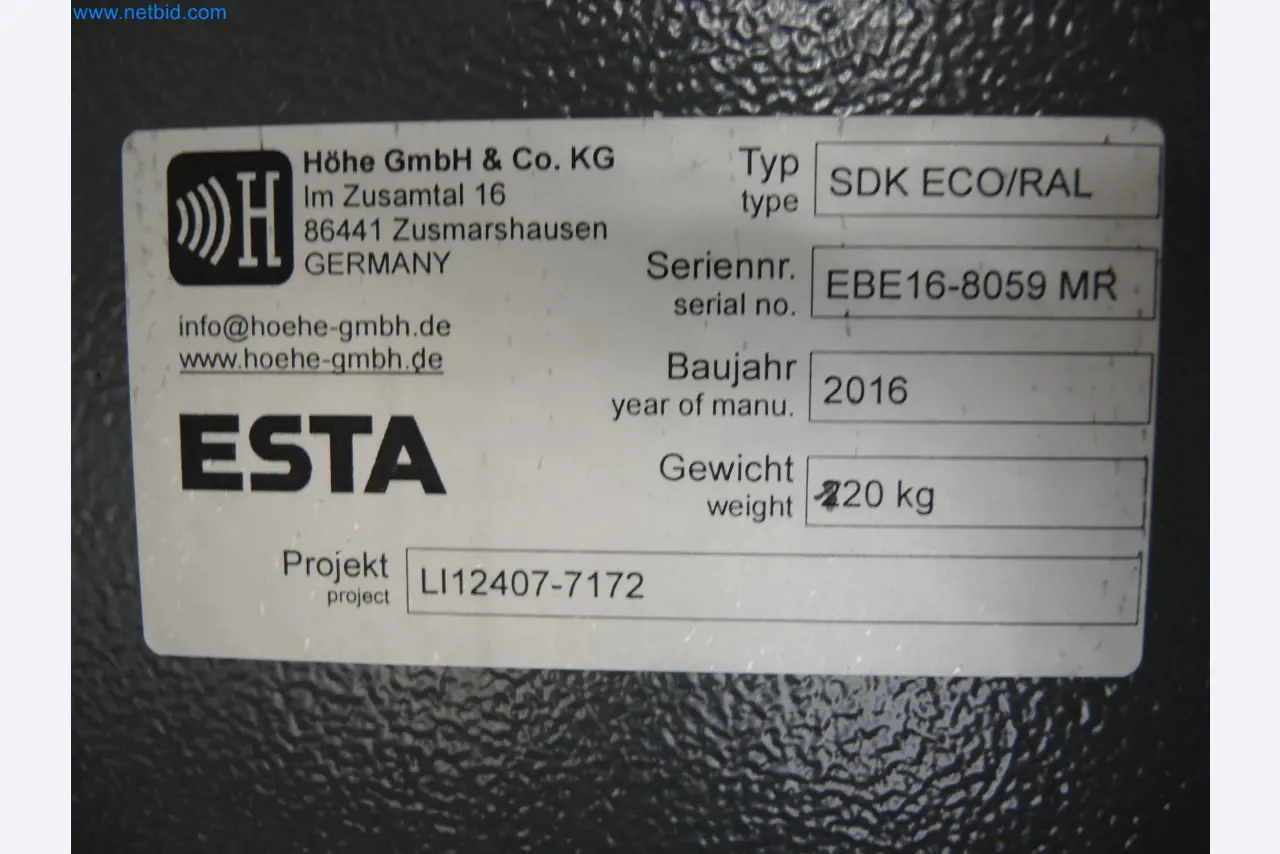 www.netbid.com
H
Höhe GmbH & Co. KG
Im Zusamtal 16
86441 Zusmarshausen
GERMANY
info@hoehe-gmbh.de
www.hoehe-gmbh.de
ESTA
Typ
type
SDK ECO/RAL
Seriennr.
serial no.
EBE16-8059 MR
Baujahr
year of manu.
2016
Gewicht
weight
kg
Projekt
project
LI12407-7172